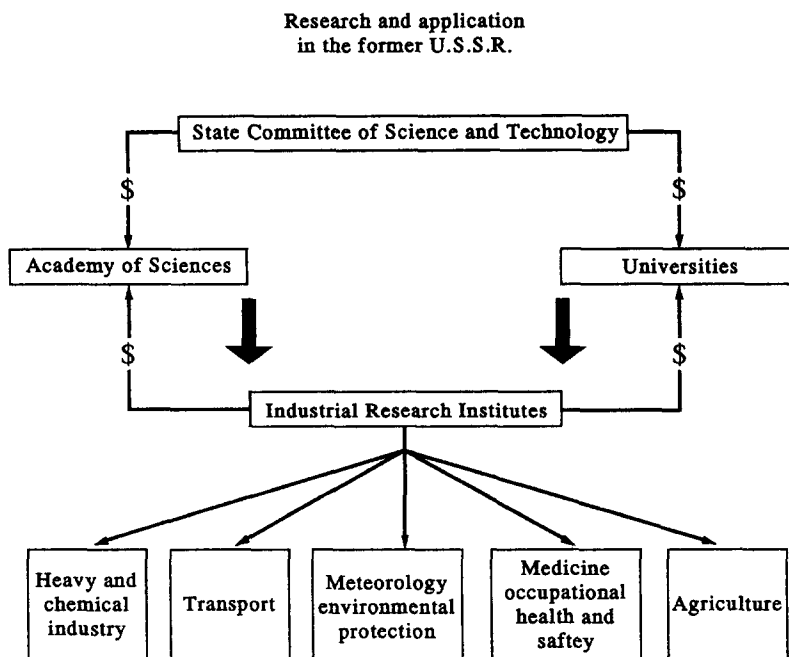 Research and application
in the former U.S.S.R.
State Committee of Science and Technology
$
$
Academy of Sciences
Universities
$
$
Industrial Research Institutes
Heavy and
chemical
industry
Transport
Meteorology
environmental
protection
Medicine
occupational
health and
saftey
Agriculture